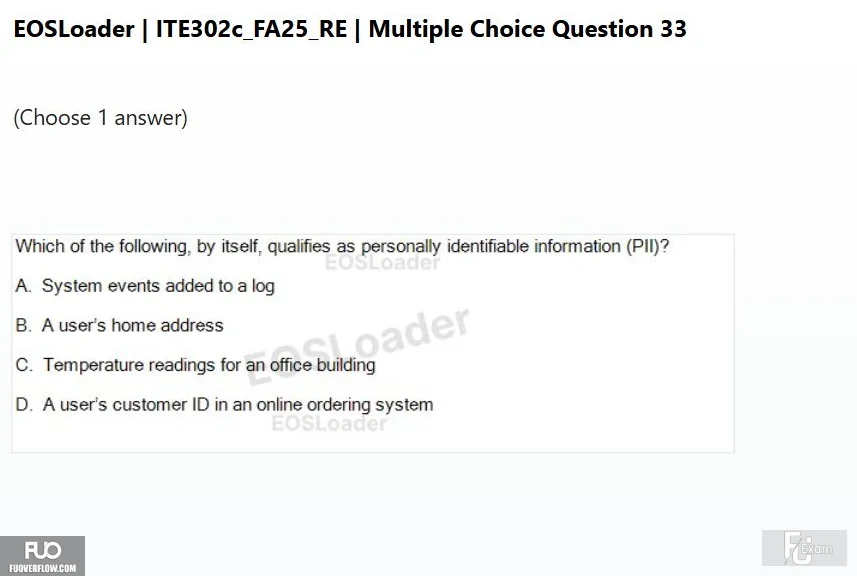 EOSLoader | ITE302c_FA25_RE | Multiple Choice Question 33
(Choose 1 answer)
Which of the following, by itself, qualifies as personally identifiable information (PII)?
EOSLoader
A. System events added to a log
B. A user's home address
EOSLoader
C. Temperature readings for an office building
D. A user's customer ID in an online ordering system
EOSLoader
FUO
FUOVERFLOW.COM
FU Exam